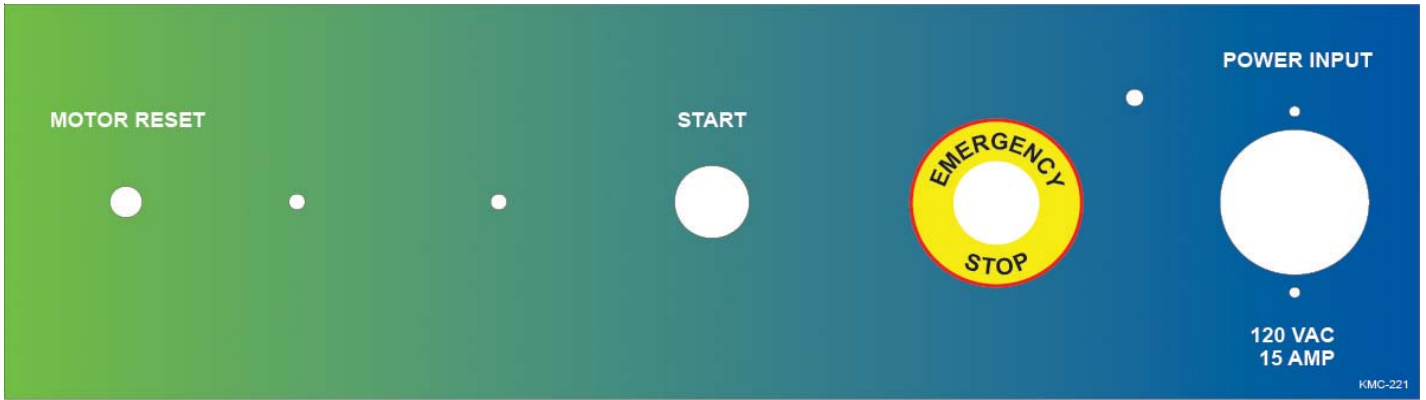 MOTOR RESET
START
EMERGENCY
STOP
POWER INPUT
120 VAC
15 AMP
KMC-221